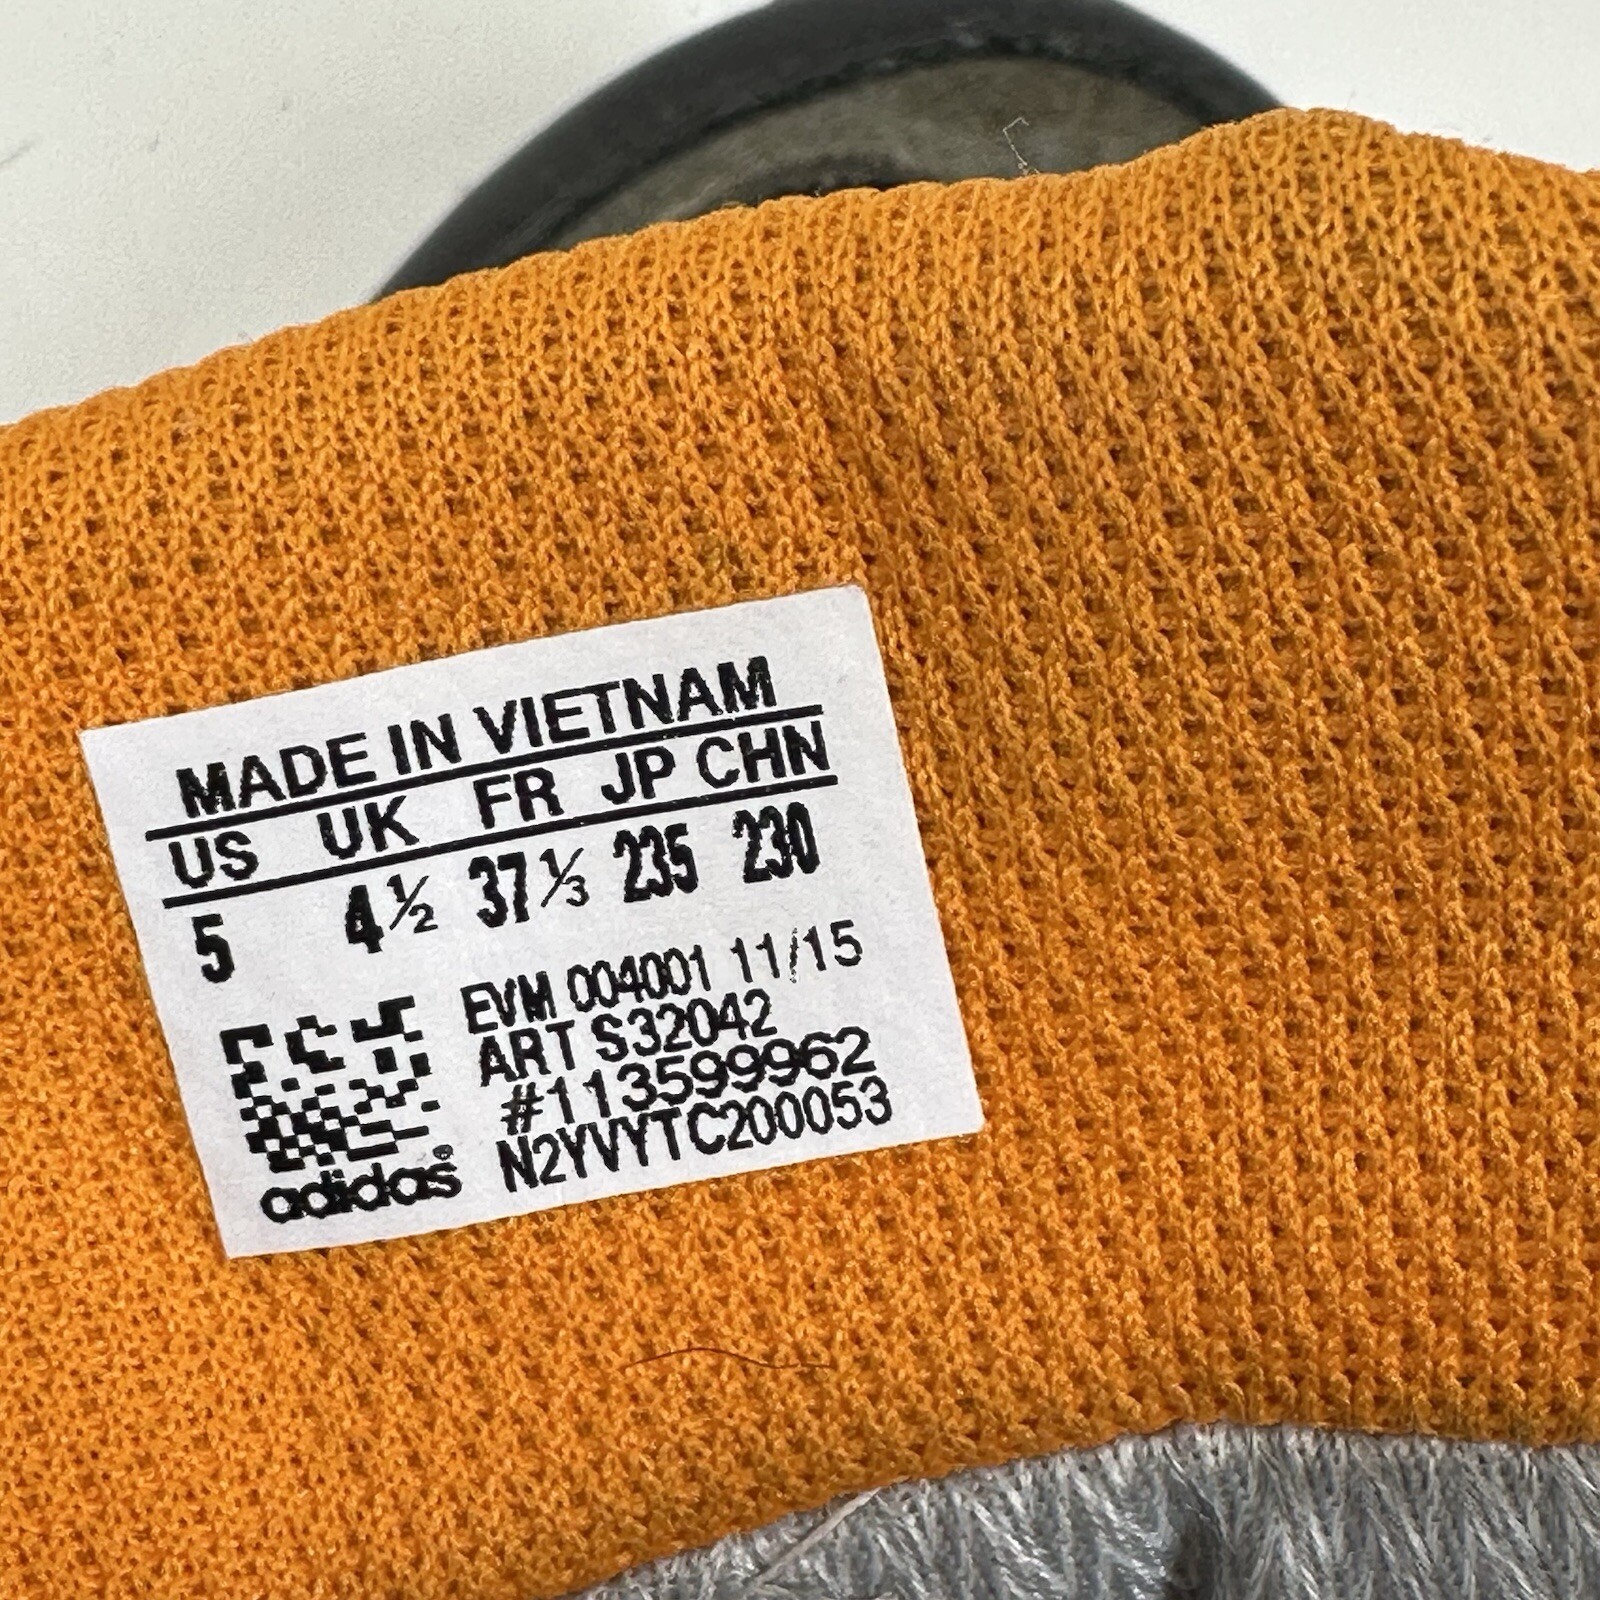 MADE IN VIETNAM
US UK FR JP CHN
5 4½ 37⅓ 235 230
EVM 004001 11/15
ART S32042
#113599962
N2YVYTC200053
adidas®